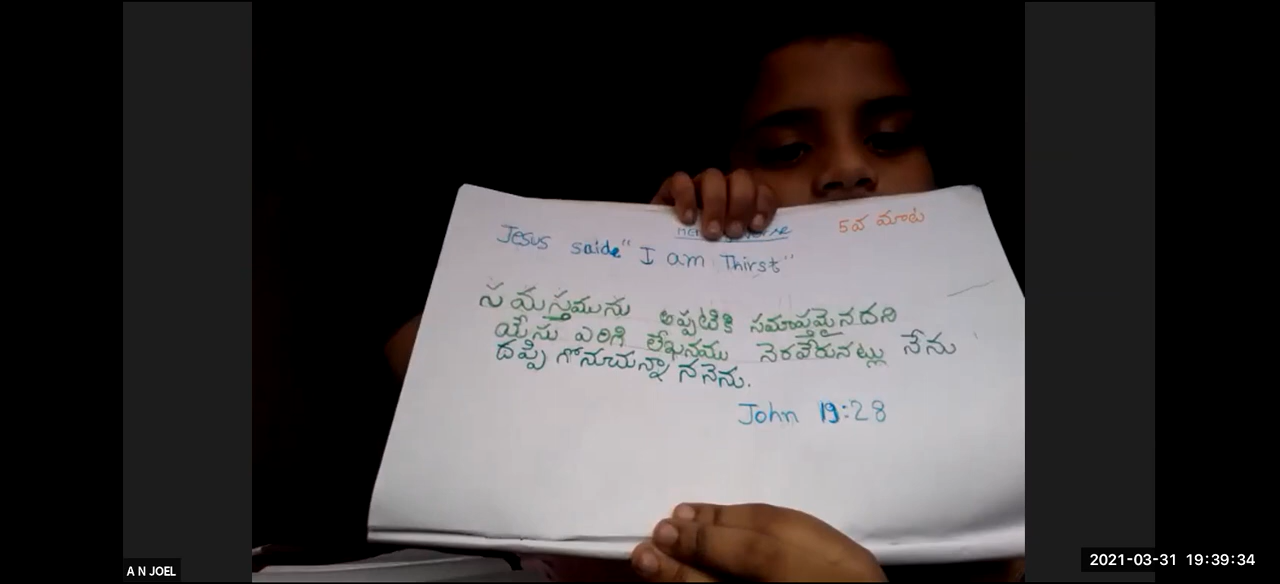 5వ మాట
Jesus saide "I am Thirst"
సమస్తమును అప్పటికి సమాప్తమైనదని
యేసు ఎరిగి లేఖనము నెరవేరునట్లు నేను
దప్పి గోనుచున్నా ననెను.
John 19:28
A N JOEL
2021-03-31 19:39:34